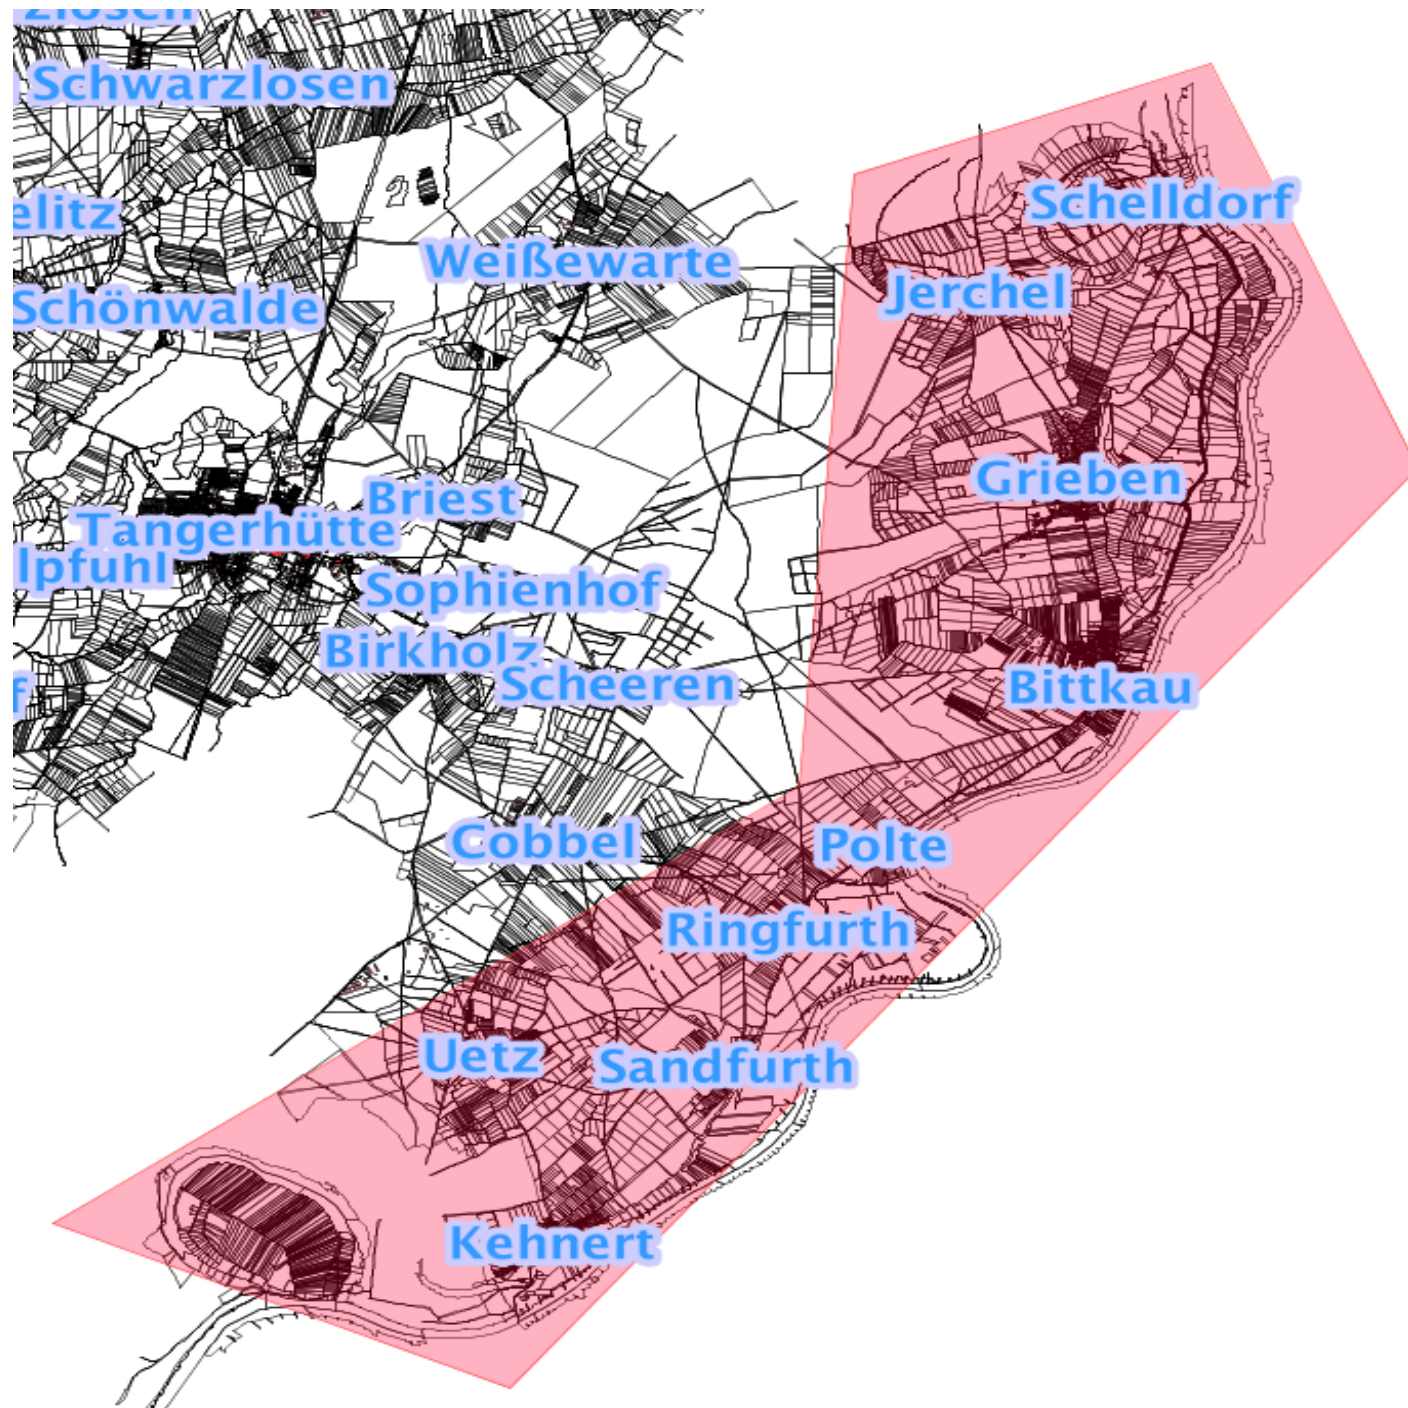 zlosen
Schwarzlosen
Schelldorf
elitz
Weißewarte
Jerchel
Schönwalde
Grieben
Briest
Tangerhütte
lpfuhl
Sophienhof
Birkholz
Scheeren
f
Bittkau
Cobbel
Polte
Ringfurth
Uetz
Sandfurth
Kehnert